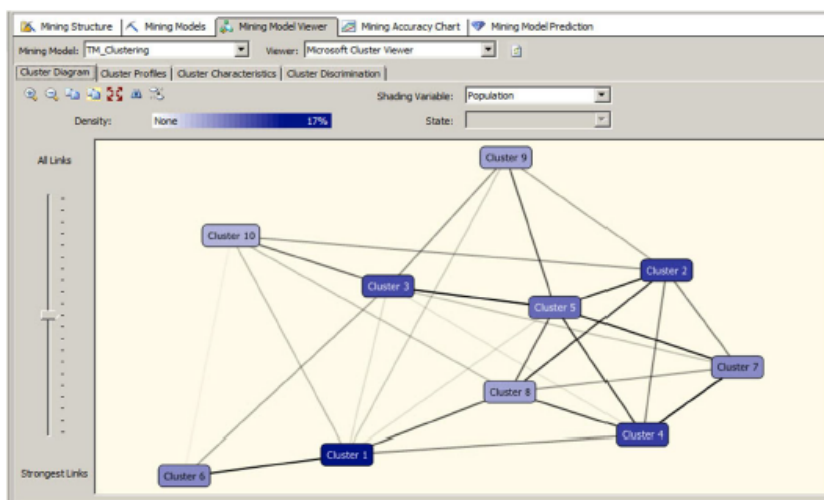 Mining Structure Mining Models Mining Model Viewer Mining Accuracy Chart Mining Model Prediction
Mining Model: TM_Clustering Viewer: Microsoft Cluster Viewer
Cluster Diagram Cluster Profiles Cluster Characteristics Cluster Discrimination
Shading Variable: Population
Density: None 17% State:
All Links
Cluster 9
Cluster 10
Cluster 2
Cluster 3
Cluster 5
Cluster 7
Cluster 8
Cluster 4
Cluster 1
Cluster 6
Strongest Links